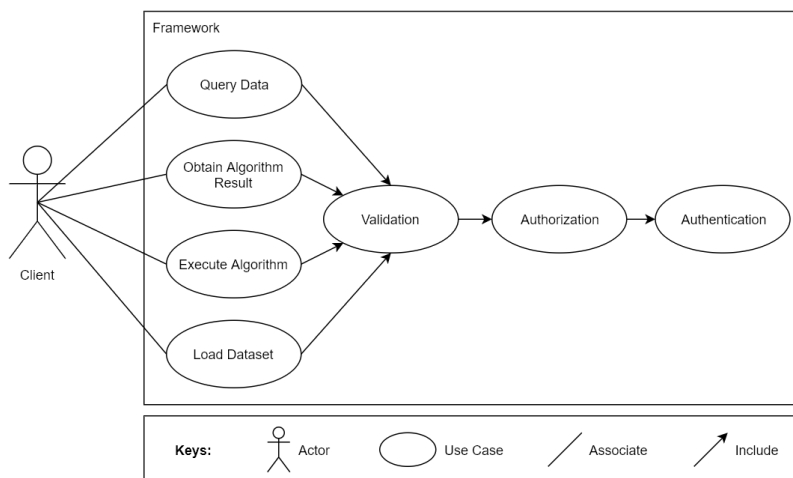 Framework
Query Data
Obtain Algorithm
Result
Execute Algorithm
Load Dataset
Validation
Authorization
Authentication
Client
Keys:
Actor
Use Case
Associate
Include